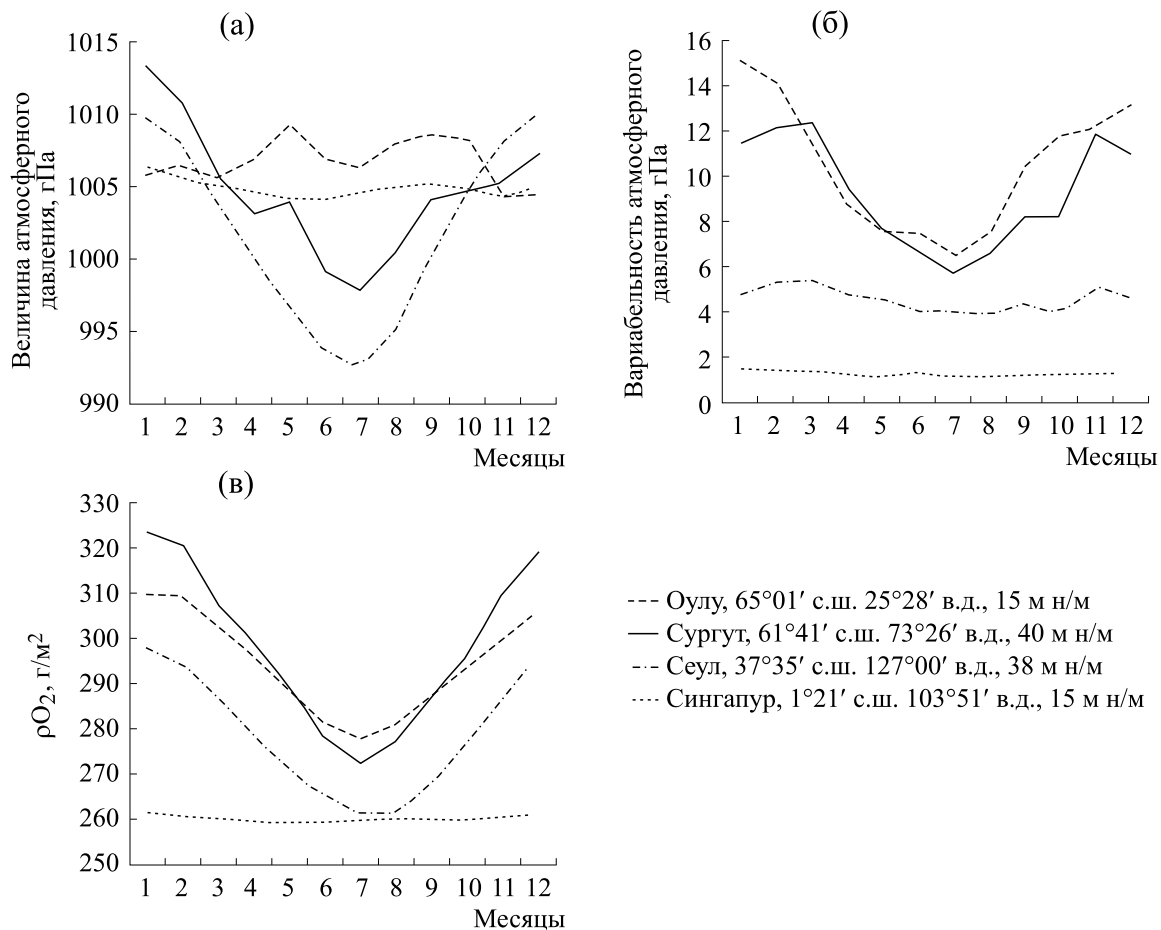 (а)
Величина атмосферного
давления, гПа
1015
1010
1005
1000
995
990
1 2 3 4 5 6 7 8 9 10 11 12
Месяцы
(б)
Вариабельность атмосферного
давления, гПа
16
14
12
10
8
6
4
2
0
1 2 3 4 5 6 7 8 9 10 11 12
Месяцы
(в)
ρO₂, г/м²
330
320
310
300
290
280
270
260
250
1 2 3 4 5 6 7 8 9 10 11 12
Месяцы
Оулу, 65°01′ с.ш. 25°28′ в.д., 15 м н/м
Сургут, 61°41′ с.ш. 73°26′ в.д., 40 м н/м
Сеул, 37°35′ с.ш. 127°00′ в.д., 38 м н/м
Сингапур, 1°21′ с.ш. 103°51′ в.д., 15 м н/м